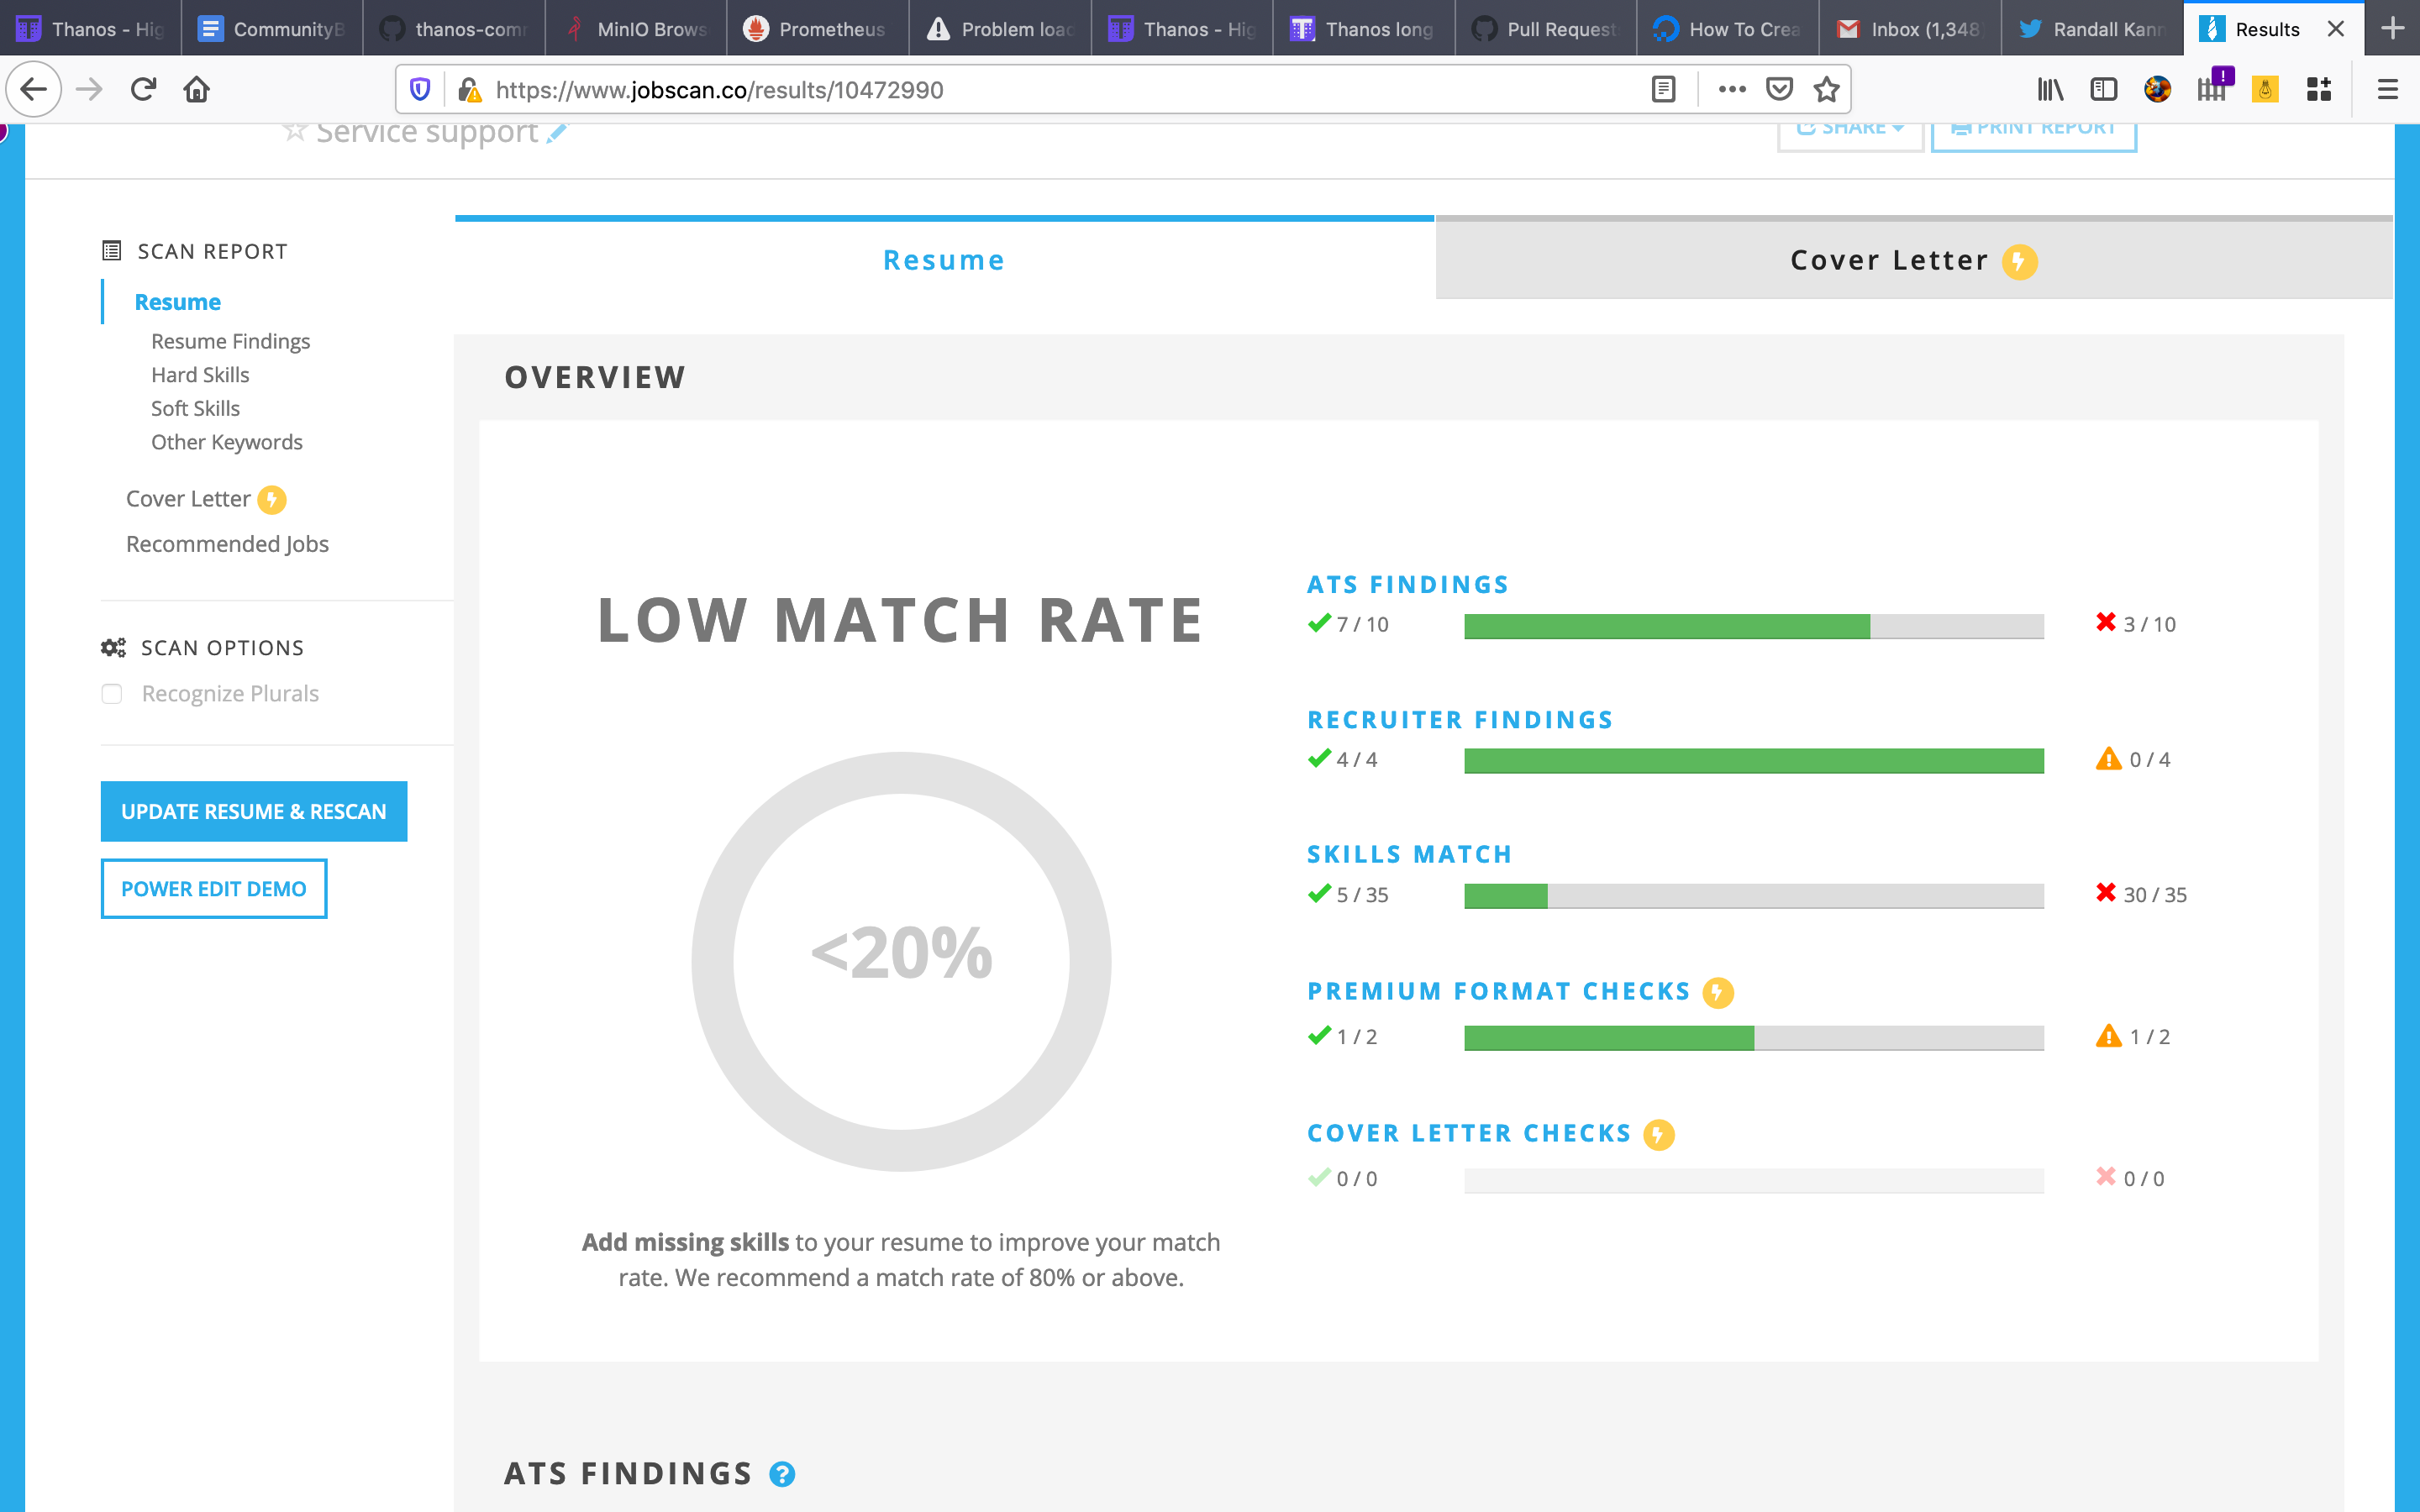 Thanos - Hig
CommunityB
thanos-com
MinIO Brows
Prometheus
Problem loa
Thanos - Hig
Thanos long
Pull Request
How To Crea
Inbox (1,348
Randall Kann
Results
https://www.jobscan.co/results/10472990
Service support
SHARE
PRINT REPORT
SCAN REPORT
Resume
Resume Findings
Hard Skills
Soft Skills
Other Keywords
Cover Letter
Recommended Jobs
SCAN OPTIONS
Recognize Plurals
UPDATE RESUME & RESCAN
POWER EDIT DEMO
Resume
Cover Letter
OVERVIEW
LOW MATCH RATE
<20%
Add missing skills to your resume to improve your match
rate. We recommend a match rate of 80% or above.
ATS FINDINGS
7 / 10
3 / 10
RECRUITER FINDINGS
4 / 4
0 / 4
SKILLS MATCH
5 / 35
30 / 35
PREMIUM FORMAT CHECKS
1 / 2
1 / 2
COVER LETTER CHECKS
0 / 0
0 / 0
ATS FINDINGS